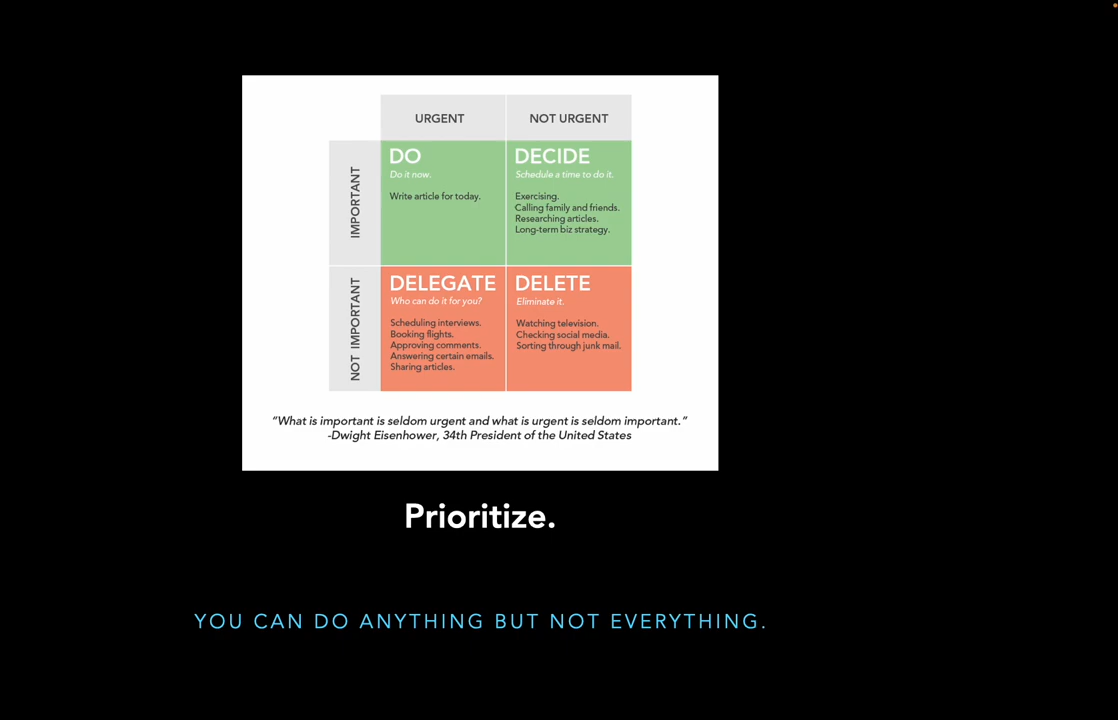 URGENT
NOT URGENT
IMPORTANT
DO
Do it now.
Write article for today.
DECIDE
Schedule a time to do it.
Exercising.
Calling family and friends.
Researching articles.
Long-term biz strategy.
NOT IMPORTANT
DELEGATE
Who can do it for you?
Scheduling interviews.
Booking flights.
Approving comments.
Answering certain emails.
Sharing articles.
DELETE
Eliminate it.
Watching television.
Checking social media.
Sorting through junk mail.
“What is important is seldom urgent and what is urgent is seldom important.”
-Dwight Eisenhower, 34th President of the United States
Prioritize.
YOU CAN DO ANYTHING BUT NOT EVERYTHING.